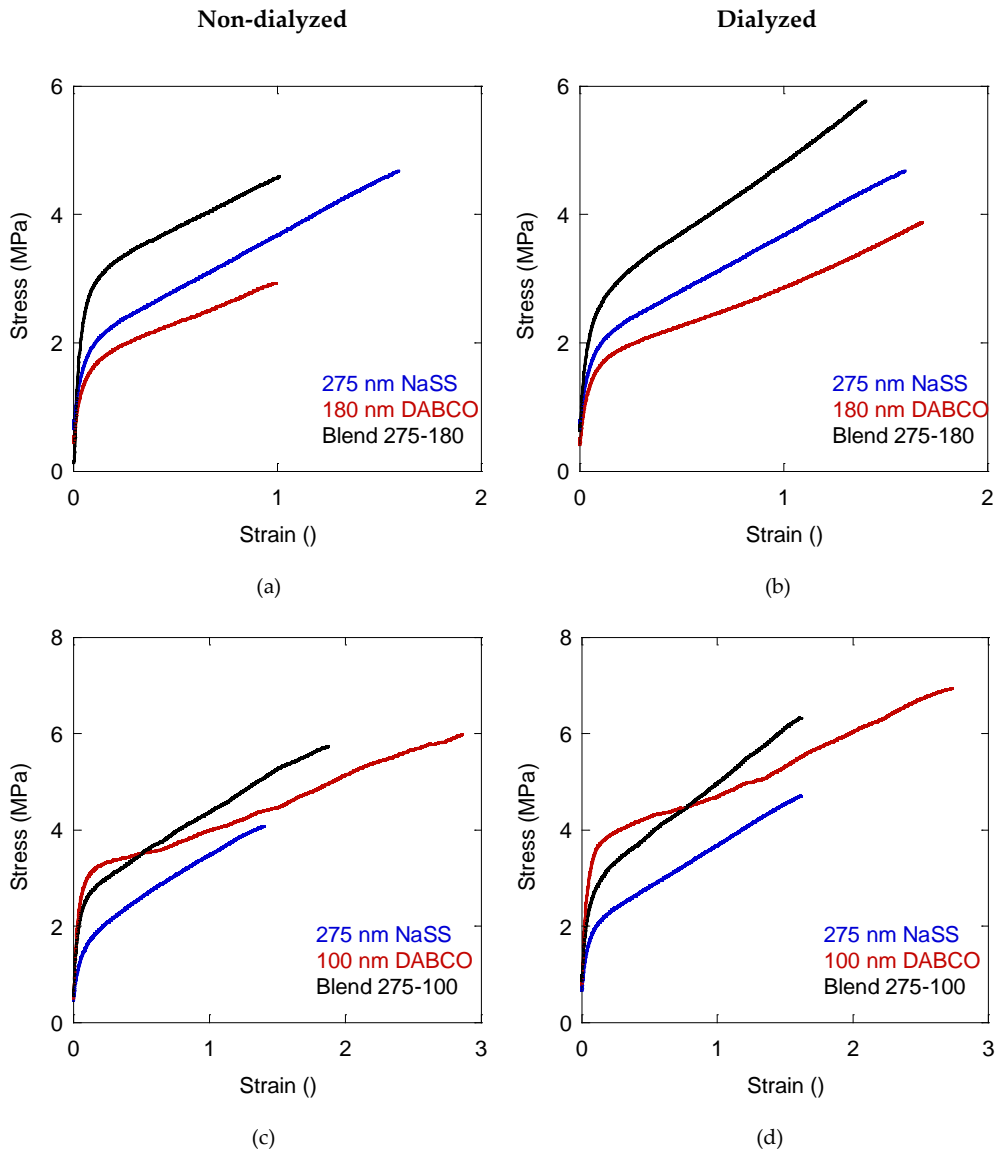 Non-dialyzed
Dialyzed
6
4
2
0
Stress (MPa)
275 nm NaSS
180 nm DABCO
Blend 275-180
0
1
2
Strain ()
(a)
6
4
2
0
Stress (MPa)
275 nm NaSS
180 nm DABCO
Blend 275-180
0
1
2
Strain ()
(b)
8
6
4
2
0
Stress (MPa)
275 nm NaSS
100 nm DABCO
Blend 275-100
0
1
2
3
Strain ()
(c)
8
6
4
2
0
Stress (MPa)
275 nm NaSS
100 nm DABCO
Blend 275-100
0
1
2
3
Strain ()
(d)